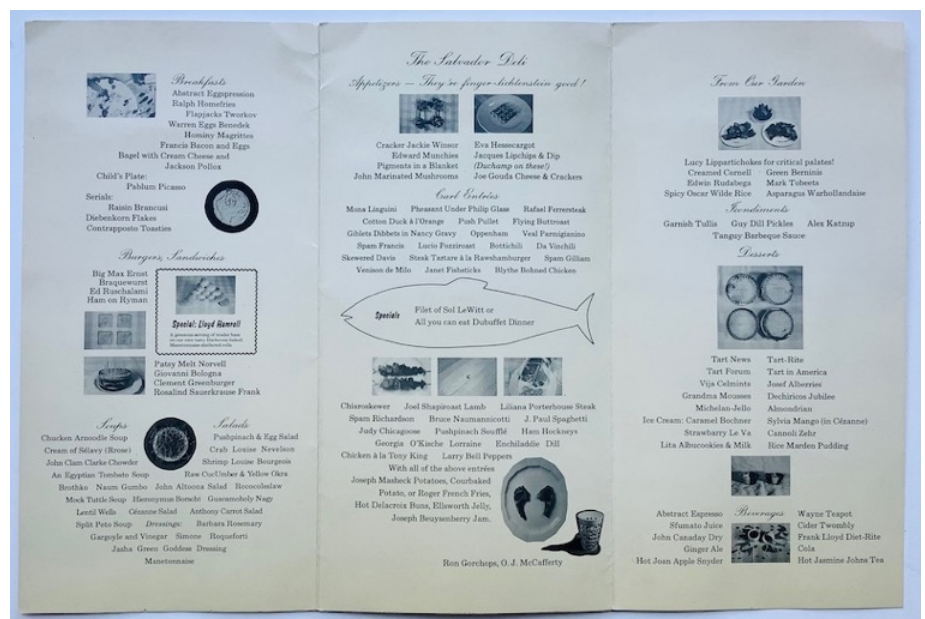 Breakfasts
Abstract Eggspression
Ralph Homefries
Flapjacks Tworkov
Warren Eggs Benedek
Hominy Magrittes
Francis Bacon and Eggs
Bagel with Cream Cheese and
Jackson Pollox
Child's Plate:
Pablum Picasso
Seriale:
Raisin Brancusi
Diebenkorn Flakes
Contrapposto Toasties
Burgers, Sandwiches
Big Max Ernst
Braquewurst
Ed Ruschalami
Ham on Ryman
Special: Lloyd Hamroll
A generous serving of tender ham
on our own tasty
Manetonnaise
Patsy Melt Norvell
Giovanni Bologna
Clement Greenburger
Rosalind Sauerkrause Frank
Soups
Chucken Arnoodle Soup
Cream of Sélavy (Rrose)
John Clam Clarke-Chowder
An Egyptian Tombato Soup
Brothko Naum Gumbo
Mock Tuttle Soup Hieronymus Borscht
Lentil Wells
Split Peto Soup
Salads
Pushpinach & Egg Salad
Crab Louise Nevelson
Shrimp Louise Bourgeois
Raw CucUmber & Yellow Okra
John Altoona Salad Rococoleslaw
Guacamoholy Nagy
Cézanne Salad Anthony Carrot Salad
Dressings: Barbara Rosemary
Gargoyle and Vinegar Simone Roqueforti
Jasha Green Goddess Dressing
Manetonnaise
The Salvador Deli
Appetizers — They're finger-lichtenstein good!
Cracker Jackie Winsor
Edward Munchies
Pigments in a Blanket
John Marinated Mushrooms
Eva Hessecargot
Jacques Lipchips & Dip
(Duchamp on these!)
Joe Gouda Cheese & Crackers
Carl Entrées
Mona Linguini Pheasant Under Philip Glass Rafael Ferrersteak
Cotton Duck à l'Orange Push Pullet Flying Buttroast
Giblets Dibbets in Nancy Gravy Oppenham Veal Parmigianino
Spam Francis Lucio Pozziroast Bottichili Da Vinchili
Skewered Davis Steak Tartare à la Rawshamburger Spam Gilliam
Venison de Milo Janet Fishsticks Blythe Bohned Chicken
Specials
Filet of Sol LeWitt or
All you can eat Dubuffet Dinner
Chiaroskewer Joel Shapiroast Lamb Liliana Porterhouse Steak
Spam Richardson Bruce Naumannicotti J. Paul Spaghetti
Judy Chicagoose Pushpinach Soufflé Ham Hockneys
Georgia O'Kische Lorraine Enchiladdie Dill
Chicken à la Tony King Larry Bell Peppers
With all of the above entrées
Joseph Masheck Potatoes, Courbaked
Potato, or Roger French Fries,
Hot Delacroix Buns, Ellsworth Jelly,
Joseph Beuysenberry Jam.
Ron Gorchops, O. J. McCafferty
From Our Garden
Lucy Lippartichokes for critical palates!
Creamed Cornell
Edwin Rudabega
Spicy Oscar Wilde Rice
Green Berninis
Mark Tobeets
Asparagus Warhollandaise
Icondiments
Garnish Tullis Guy Dill Pickles Alex Katzup
Tanguy Barbeque Sauce
Desserts
Tart News
Tart Forum
Vija Celmints
Grandma Mousses
Michelan-Jello
Ice Cream: Caramel Bochner
Strawbarry Le Va
Lita Albucookies & Milk
Tart-Rite
Tart in America
Josef Alberries
Dechiricos Jubilee
Almondrian
Sylvia Mango (in Cézanne)
Cannoli Zehr
Rice Marden Pudding
Beverages
Abstract Espresso
Sfumato Juice
John Canaday Dry
Ginger Ale
Hot Joan Apple Snyder
Wayne Teapot
Cider Twombly
Frank Lloyd Diet-Rite
Cola
Hot Jasmine Johns Tea